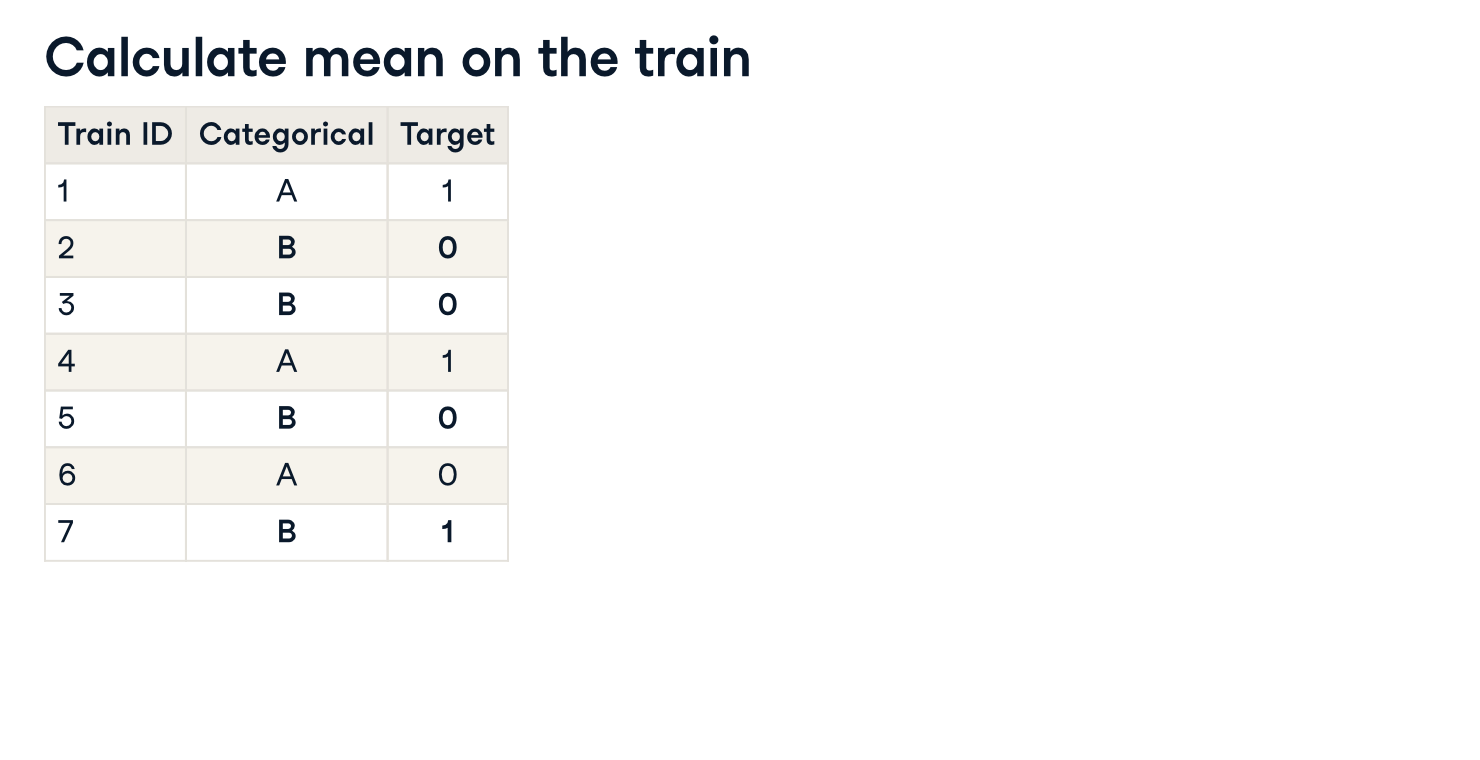 Calculate mean on the train
Train ID Categorical Target
1 A 1
2 B 0
3 B 0
4 A 1
5 B 0
6 A 0
7 B 1